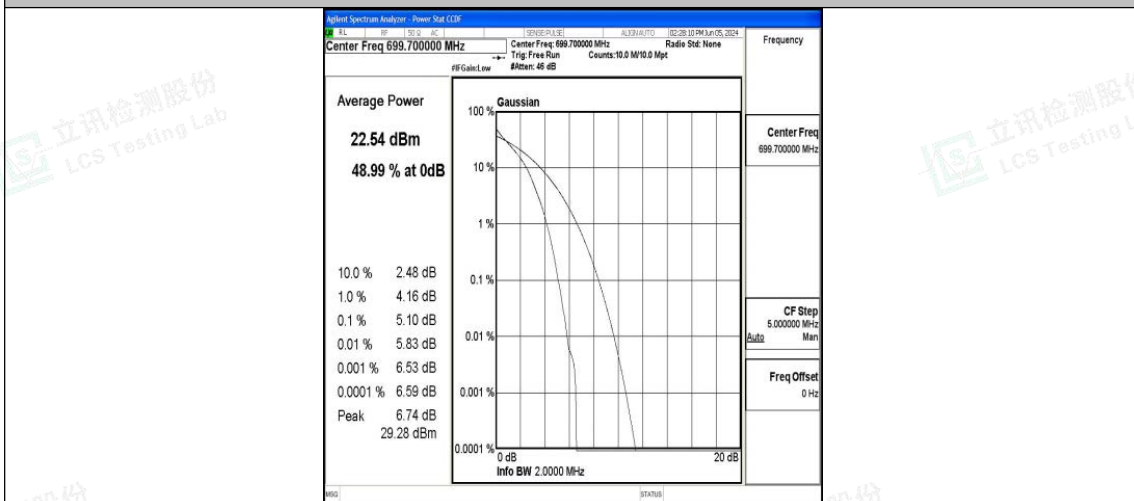 Agilent Spectrum Analyzer - Power Stat CCDF
RL RF 50 Ω AC SENSE:PULSE ALIGN AUTO 02:28:10 PM Jun 05, 2024
Center Freq 699.700000 MHz
Center Freq: 699.700000 MHz Radio Std: None
Trig: Free Run Counts:10.0 M/10.0 Mpt
#IFGain:Low #Atten: 46 dB
Frequency
Average Power
22.54 dBm
48.99 % at 0dB
10.0 % 2.48 dB
1.0 % 4.16 dB
0.1 % 5.10 dB
0.01 % 5.83 dB
0.001 % 6.53 dB
0.0001 % 6.59 dB
Peak 6.74 dB
29.28 dBm
Gaussian
100 %
10 %
1 %
0.1 %
0.01 %
0.001 %
0.0001 %
0 dB 20 dB
Info BW 2.0000 MHz
Center Freq
699.700000 MHz
CF Step
5.000000 MHz
Auto Man
Freq Offset
0 Hz
MSG STATUS
立讯检测股份
LCS Testing Lab
立讯检测股份
LCS Testing L